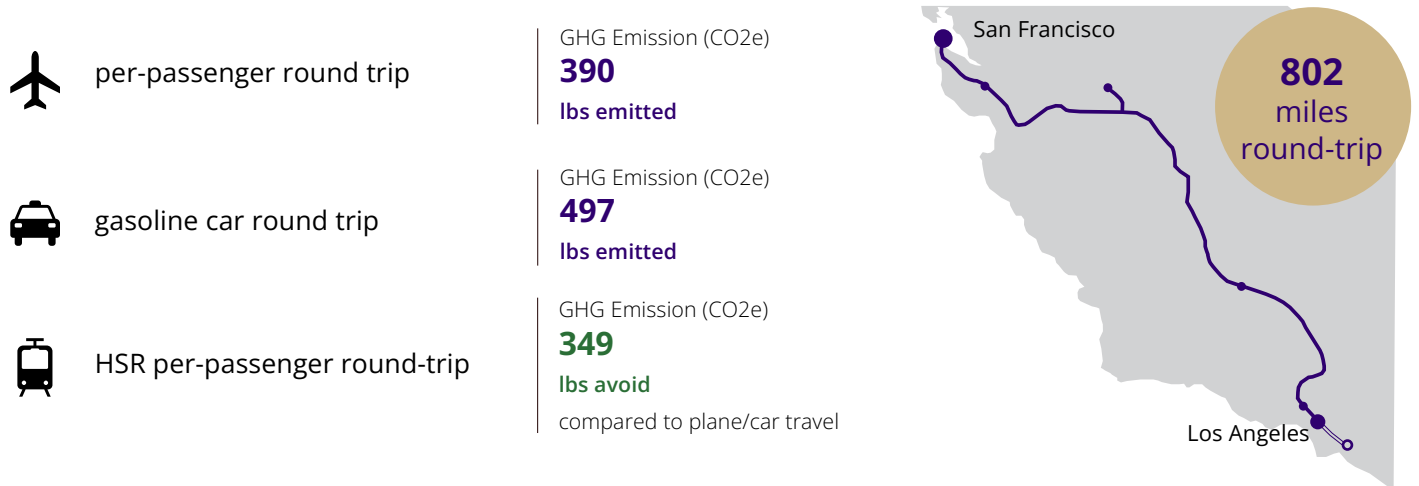 per-passenger round trip
GHG Emission (CO2e)
390
lbs emitted
gasoline car round trip
GHG Emission (CO2e)
497
lbs emitted
HSR per-passenger round-trip
GHG Emission (CO2e)
349
lbs avoid
compared to plane/car travel
San Francisco
802
miles
round-trip
Los Angeles